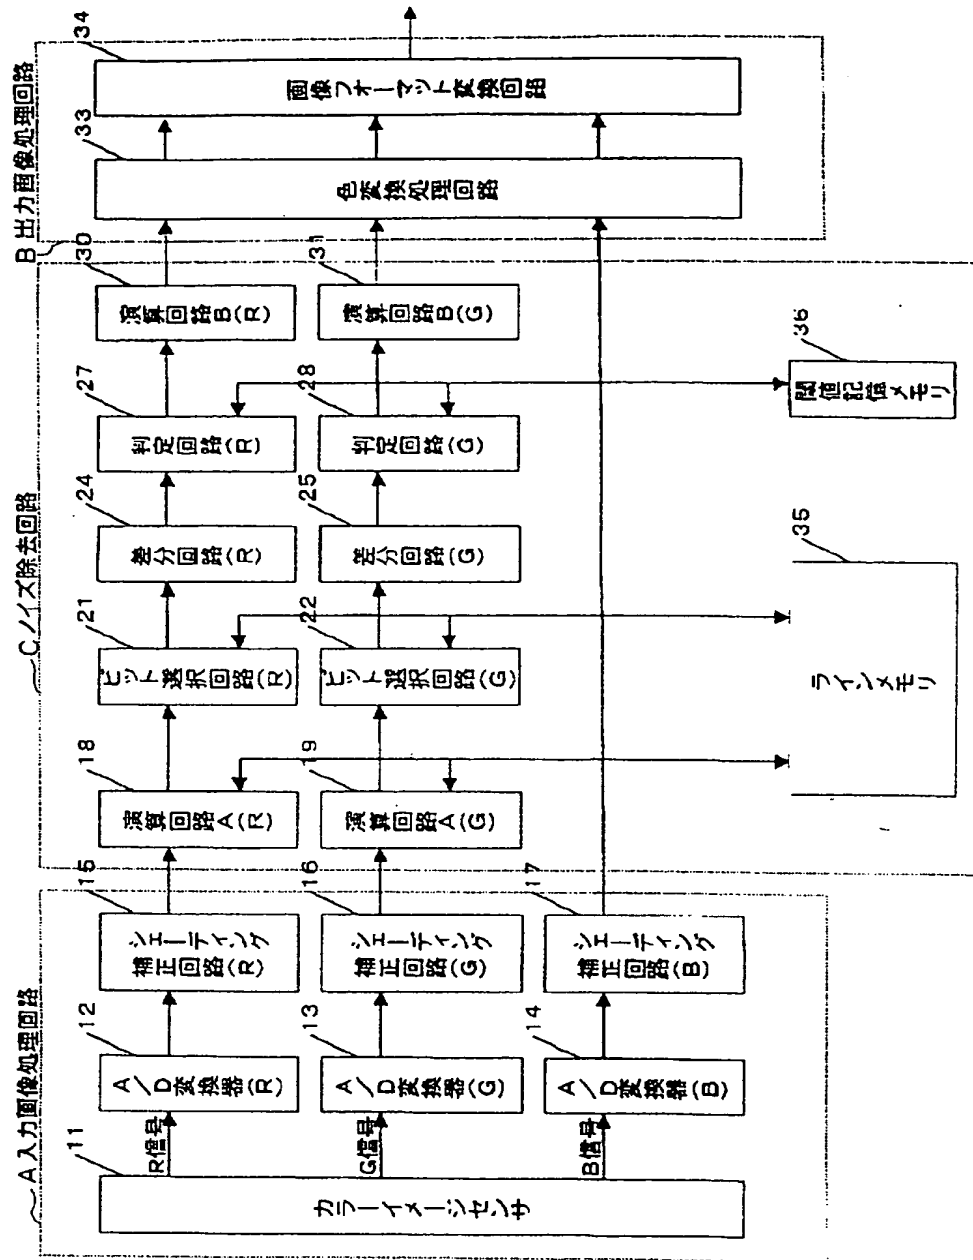 A 入力画像処理回路
11
カラーイメージセンサ
R信号
G信号
B信号
12
A/D変換器(R)
13
A/D変換器(G)
14
A/D変換器(B)
15
シェーディング
補正回路(R)
16
シェーディング
補正回路(G)
17
シェーディング
補正回路(B)
C ノイズ除去回路
18
演算回路A(R)
19
演算回路A(G)
21
ビット選択回路(R)
22
ビット選択回路(G)
24
差分回路(R)
25
差分回路(G)
27
判定回路(R)
28
判定回路(G)
30
演算回路B(R)
31
演算回路B(G)
35
ラインメモリ
36
閾値記憶メモリ
B 出力画像処理回路
33
色変換処理回路
34
画像フォーマット変換回路